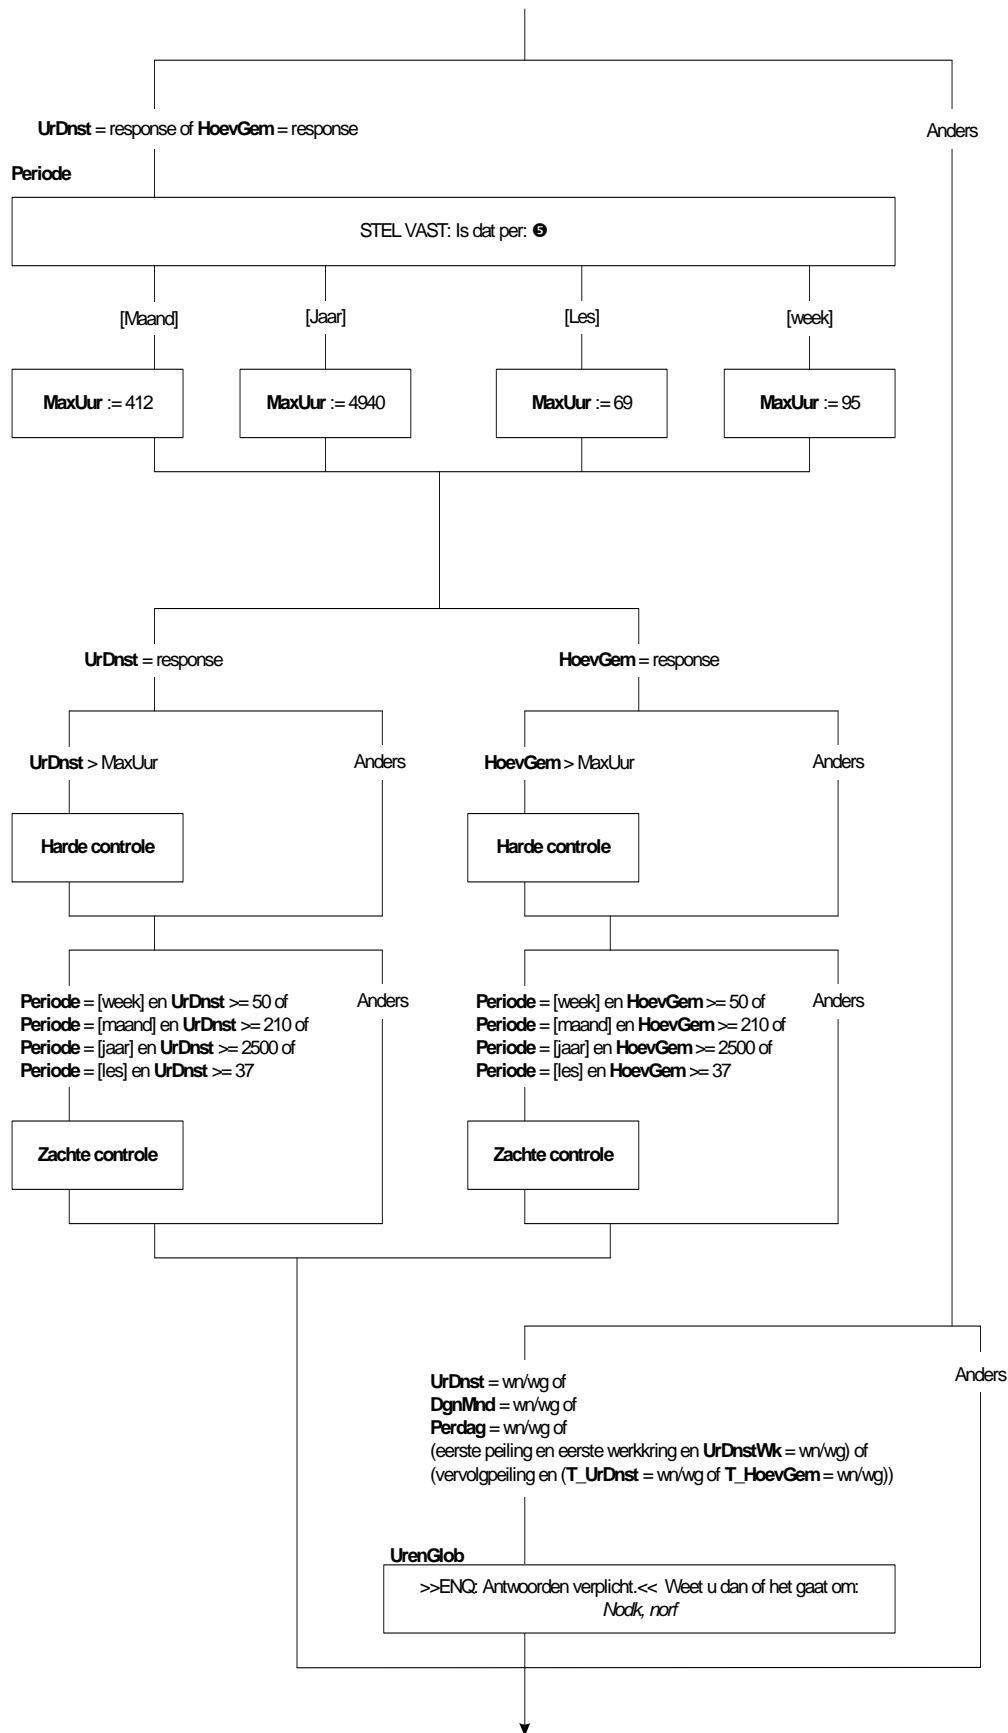 UrDnst = response of HoevGem = response
Anders
Periode
STEL VAST: Is dat per: ❺
[Maand]
[Jaar]
[Les]
[week]
MaxUur := 412
MaxUur := 4940
MaxUur := 69
MaxUur := 95
UrDnst = response
HoevGem = response
UrDnst > MaxUur
Anders
HoevGem > MaxUur
Anders
Harde controle
Harde controle
Periode = [week] en UrDnst >= 50 of
Periode = [maand] en UrDnst >= 210 of
Periode = [jaar] en UrDnst >= 2500 of
Periode = [les] en UrDnst >= 37
Anders
Periode = [week] en HoevGem >= 50 of
Periode = [maand] en HoevGem >= 210 of
Periode = [jaar] en HoevGem >= 2500 of
Periode = [les] en HoevGem >= 37
Anders
Zachte controle
Zachte controle
UrDnst = wn/wg of
DgnMnd = wn/wg of
Perdag = wn/wg of
(eerste peiling en eerste werkkring en UrDnstWk = wn/wg) of
(vervolgpeiling en (T_UrDnst = wn/wg of T_HoevGem = wn/wg))
Anders
UrenGlob
>>ENQ: Antwoorden verplicht.<< Weet u dan of het gaat om:
Nodk, norf